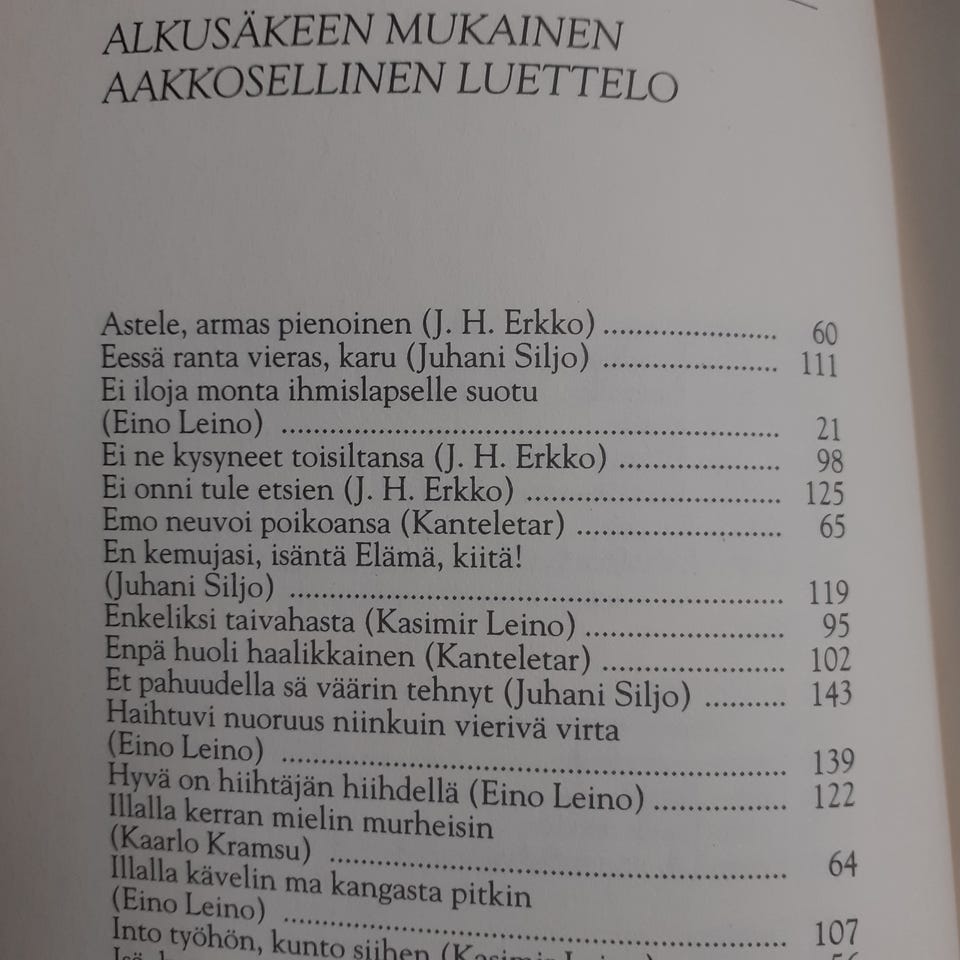 ALKUSÄKEEN MUKAINEN
AAKKOSELLINEN LUETTELO
Astele, armas pienoinen (J. H. Erkko) ............................ 60
Eessä ranta vieras, karu (Juhani Siljo) ............................ 111
Ei iloja monta ihmislapselle suotu
(Eino Leino) ............................ 21
Ei ne kysyneet toisiltansa (J. H. Erkko) ............................ 98
Ei onni tule etsien (J. H. Erkko) ............................ 125
Emo neuvoi poikoansa (Kanteletar) ............................ 65
En kemujasi, isäntä Elämä, kiitä!
(Juhani Siljo) ............................ 119
Enkeliksi taivahasta (Kasimir Leino) ............................ 95
Enpä huoli haalikkainen (Kanteletar) ............................ 102
Et pahuudella sä väärin tehnyt (Juhani Siljo) ........... 143
Haihtuvi nuoruus niinkuin vierivä virta
(Eino Leino) ............................ 139
Hyvä on hiihtäjän hiihdellä (Eino Leino) .................. 122
Illalla kerran mielin murheisin
(Kaarlo Kramsu) ............................ 64
Illalla kävelin ma kangasta pitkin
(Eino Leino) ............................ 107
Into työhön, kunto siihen (Kasimir Leino)